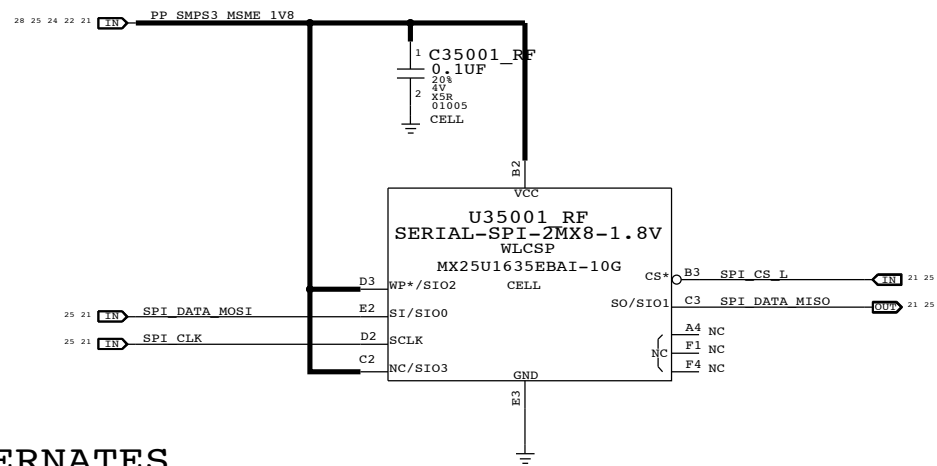 28 25 24 22 21 IN PP_SMPS3_MSME_1V8
1 C35001_RF
0.1UF
20%
4V
2 X5R
01005
CELL
B2
VCC
U35001_RF
SERIAL-SPI-2MX8-1.8V
WLCSP
MX25U1635EBAI-10G
CELL
D3 WP*/SIO2
CS* B3 SPI_CS_L IN 21 25
SO/SIO1 C3 SPI_DATA_MISO OUT 21 25
25 21 IN SPI_DATA_MOSI E2 SI/SIO0
25 21 IN SPI_CLK D2 SCLK
C2 NC/SIO3
NC
A4 NC
F1 NC
F4 NC
GND
E3
ERNATES